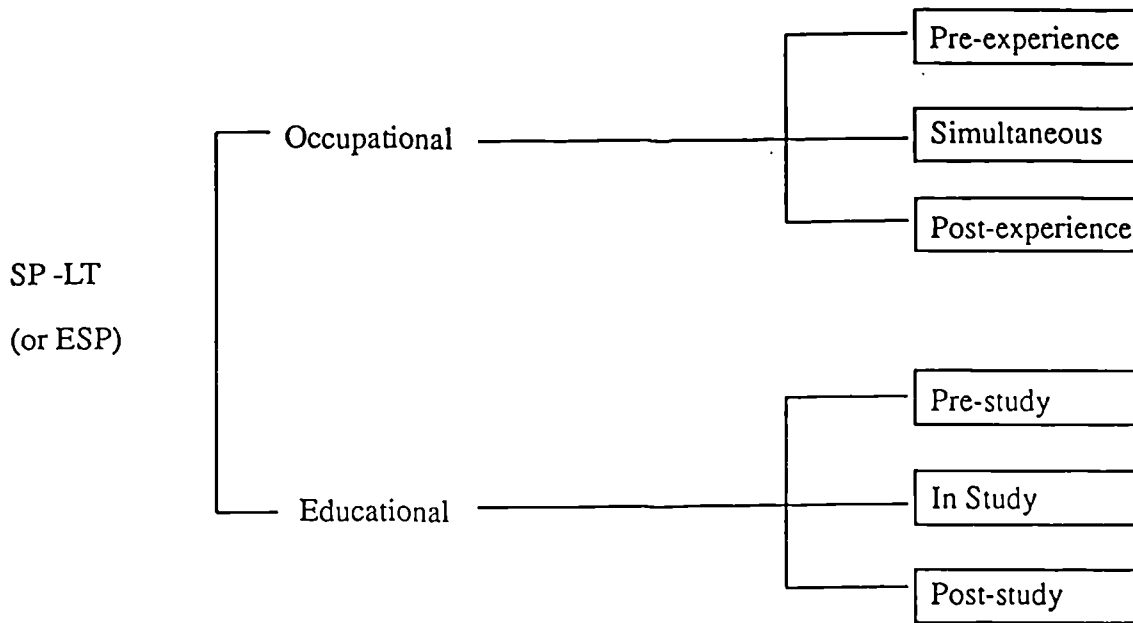 Pre-experience
Occupational
Simultaneous
Post-experience
SP -LT
(or ESP)
Pre-study
Educational
In Study
Post-study